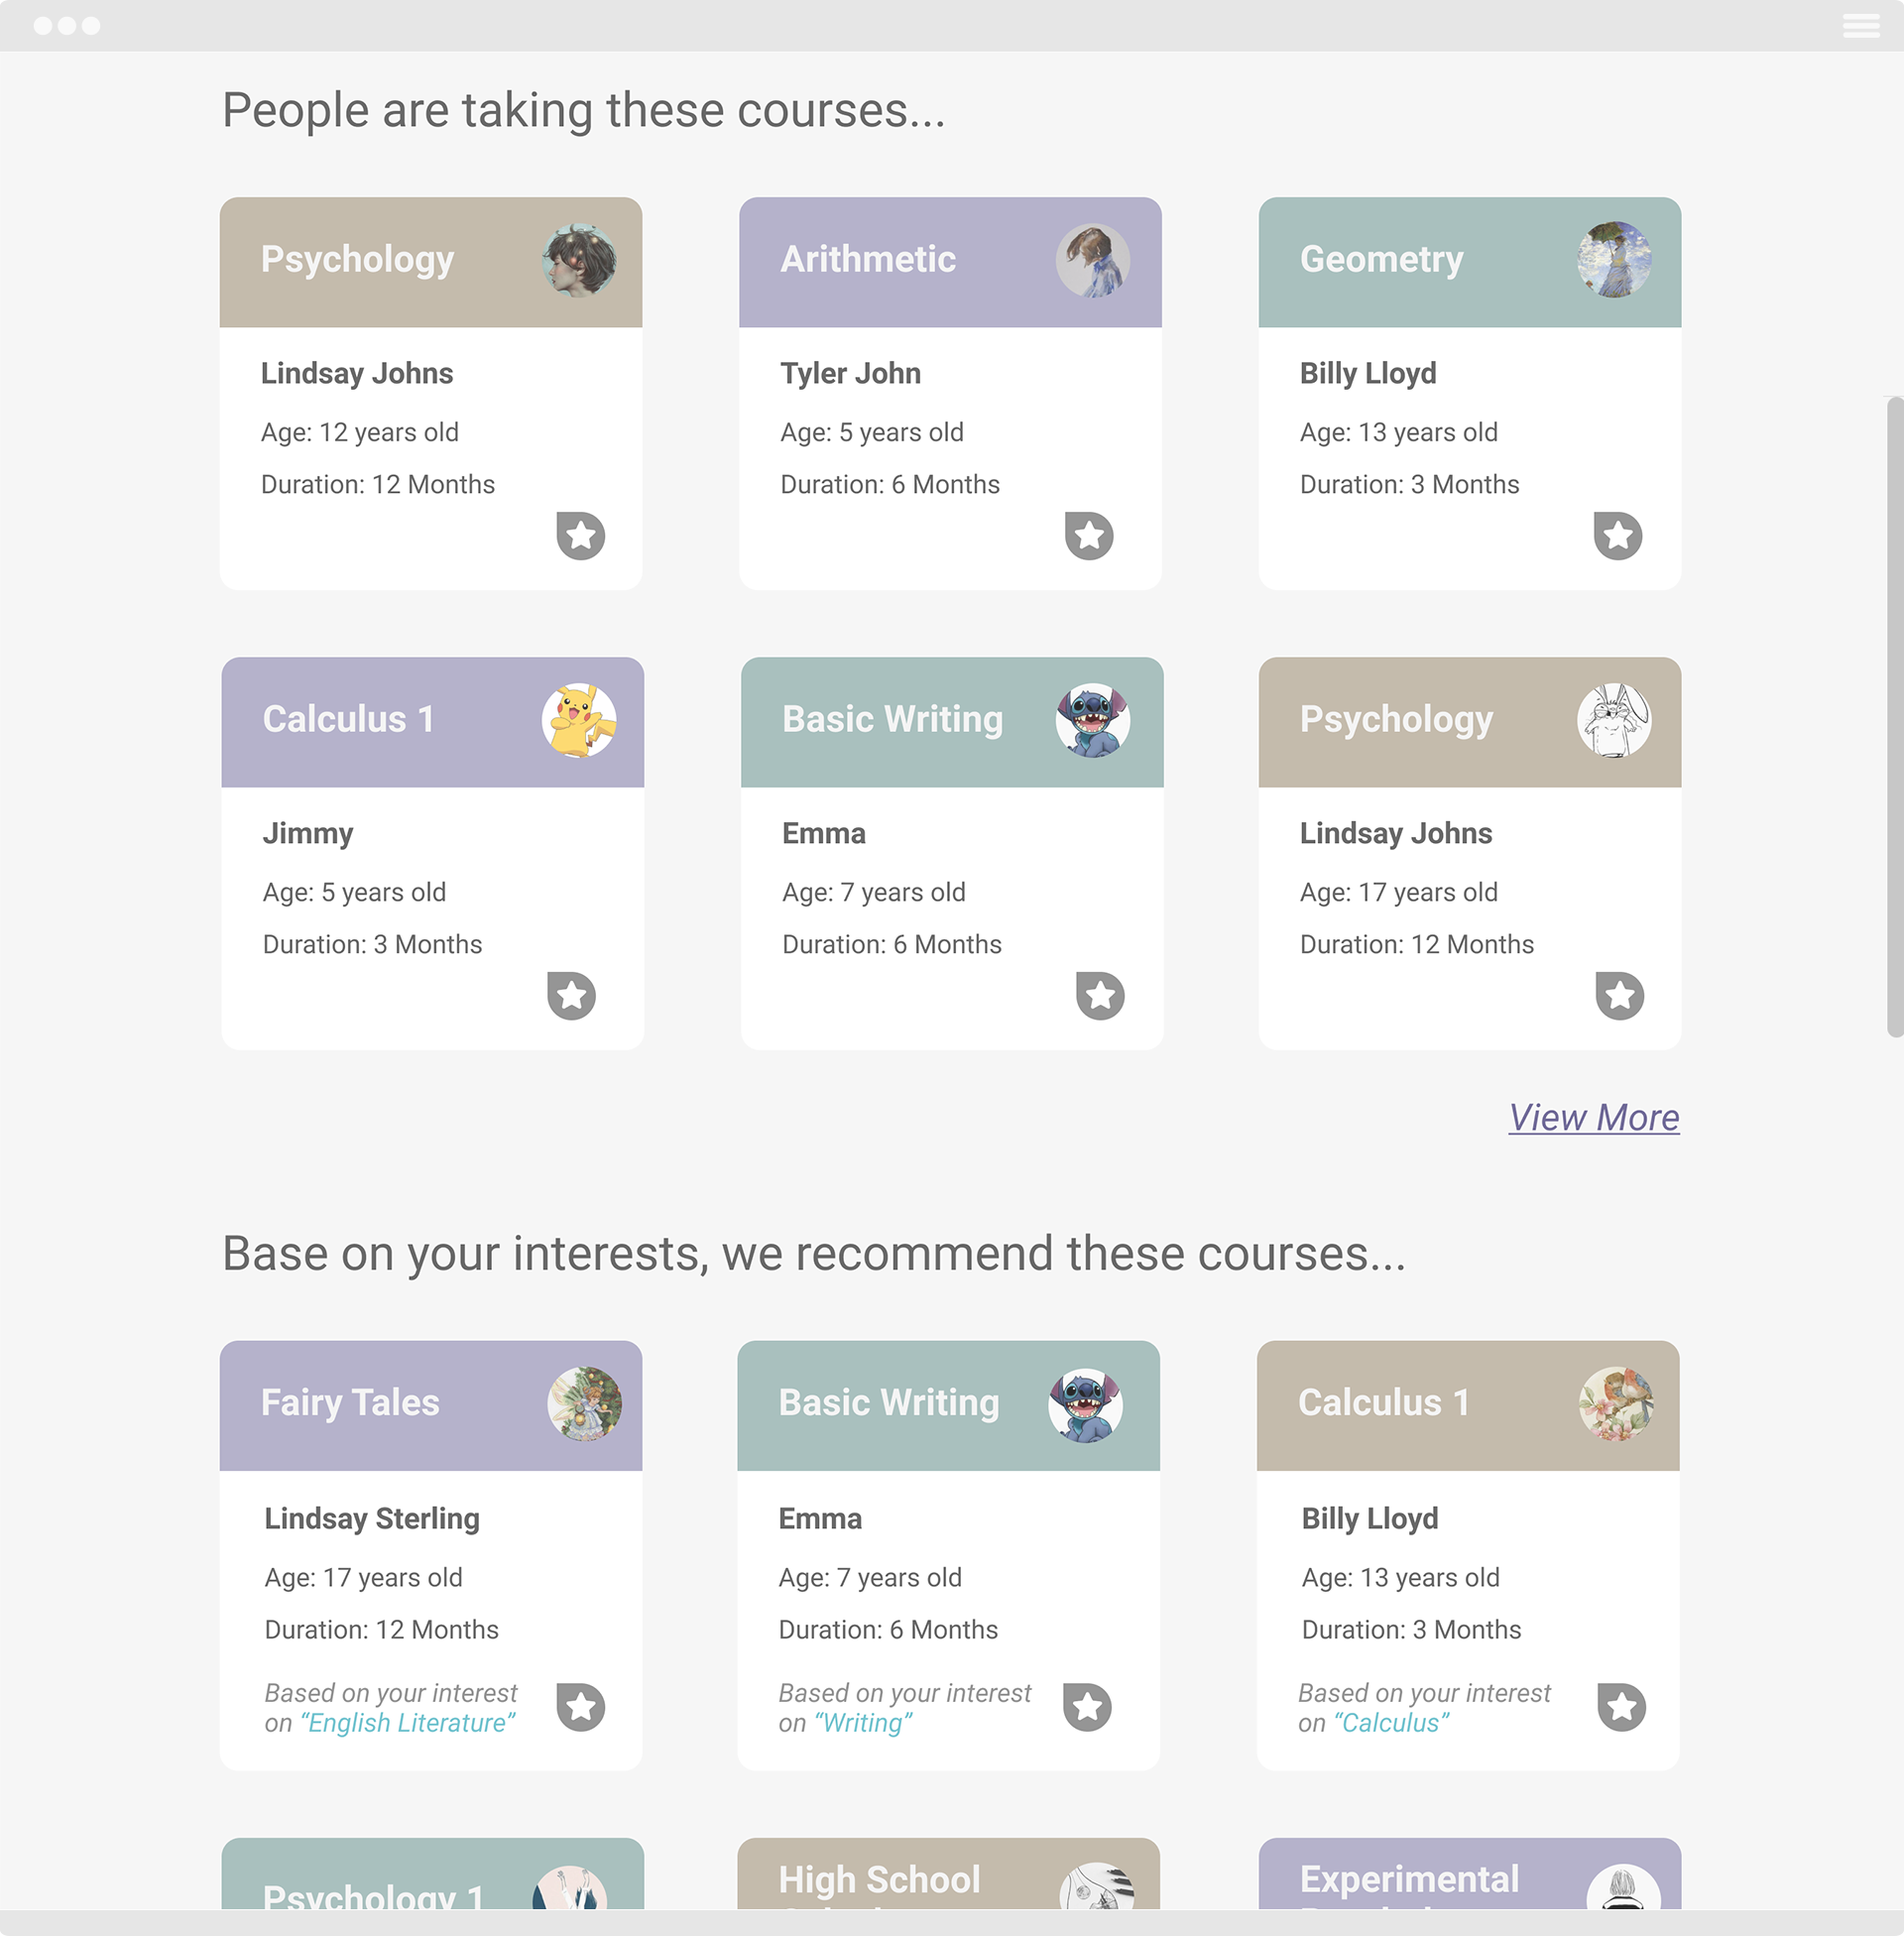 People are taking these courses...
Psychology
Arithmetic
Geometry
Lindsay Johns
Age: 12 years old
Duration: 12 Months
Tyler John
Age: 5 years old
Duration: 6 Months
Billy Lloyd
Age: 13 years old
Duration: 3 Months
Calculus 1
Basic Writing
Psychology
Jimmy
Age: 5 years old
Duration: 3 Months
Emma
Age: 7 years old
Duration: 6 Months
Lindsay Johns
Age: 17 years old
Duration: 12 Months
View More
Base on your interests, we recommend these courses...
Fairy Tales
Basic Writing
Calculus 1
Lindsay Sterling
Age: 17 years old
Duration: 12 Months
Based on your interest
on “English Literature”
Emma
Age: 7 years old
Duration: 6 Months
Based on your interest
on “Writing”
Billy Lloyd
Age: 13 years old
Duration: 3 Months
Based on your interest
on “Calculus”
Psychology 1
High School
Experimental